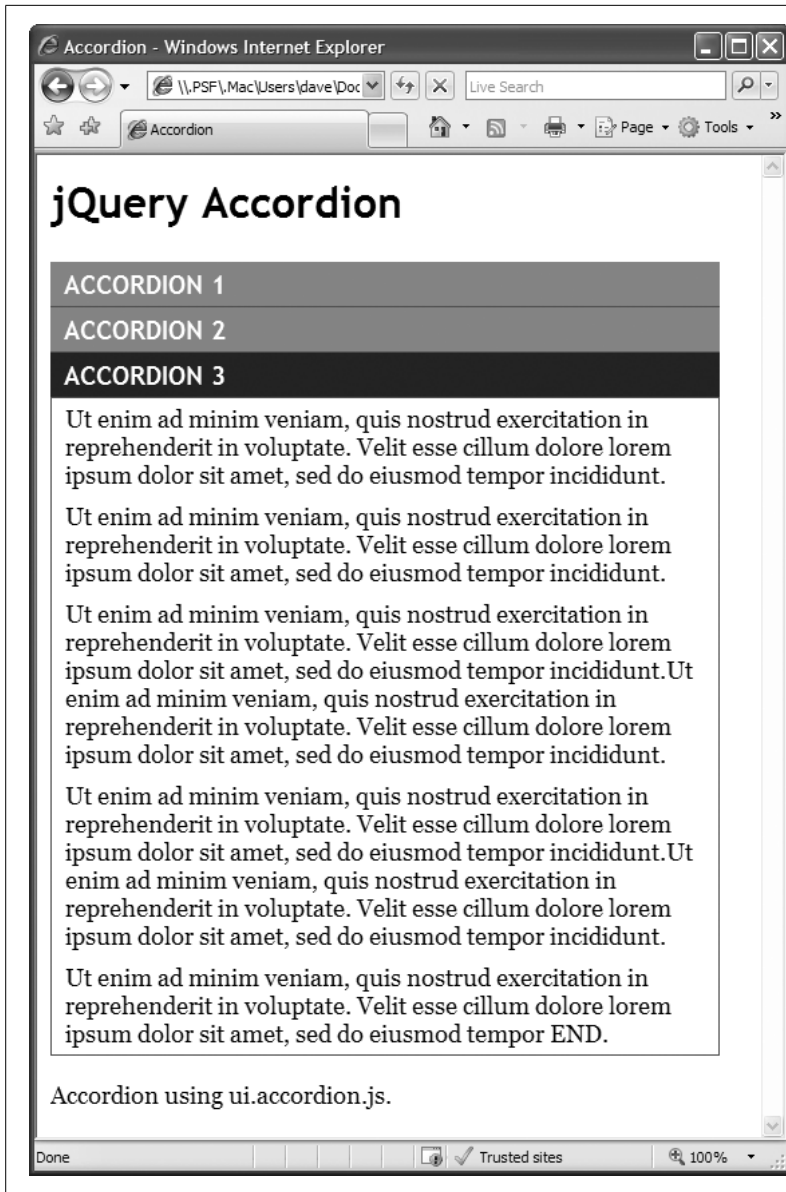 Accordion - Windows Internet Explorer
\\.PSF\.Mac\Users\dave\Doc
Live Search
Accordion
Page
Tools
»
jQuery Accordion
ACCORDION 1
ACCORDION 2
ACCORDION 3
Ut enim ad minim veniam, quis nostrud exercitation in
reprehenderit in voluptate. Velit esse cillum dolore lorem
ipsum dolor sit amet, sed do eiusmod tempor incididunt.
Ut enim ad minim veniam, quis nostrud exercitation in
reprehenderit in voluptate. Velit esse cillum dolore lorem
ipsum dolor sit amet, sed do eiusmod tempor incididunt.
Ut enim ad minim veniam, quis nostrud exercitation in
reprehenderit in voluptate. Velit esse cillum dolore lorem
ipsum dolor sit amet, sed do eiusmod tempor incididunt.Ut
enim ad minim veniam, quis nostrud exercitation in
reprehenderit in voluptate. Velit esse cillum dolore lorem
ipsum dolor sit amet, sed do eiusmod tempor incididunt.
Ut enim ad minim veniam, quis nostrud exercitation in
reprehenderit in voluptate. Velit esse cillum dolore lorem
ipsum dolor sit amet, sed do eiusmod tempor incididunt.Ut
enim ad minim veniam, quis nostrud exercitation in
reprehenderit in voluptate. Velit esse cillum dolore lorem
ipsum dolor sit amet, sed do eiusmod tempor incididunt.
Ut enim ad minim veniam, quis nostrud exercitation in
reprehenderit in voluptate. Velit esse cillum dolore lorem
ipsum dolor sit amet, sed do eiusmod tempor END.
Accordion using ui.accordion.js.
Done
Trusted sites
100%